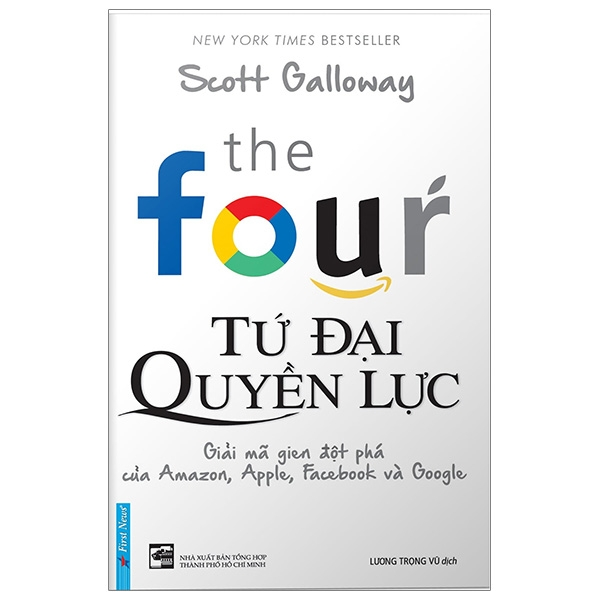 NEW YORK TIMES BESTSELLER
Scott Galloway
the
four
TỨ ĐẠI
QUYỀN LỰC
Giải mã gien đột phá
của Amazon, Apple, Facebook và Google
First News
NHÀ XUẤT BẢN TỔNG HỢP
THÀNH PHỐ HỒ CHÍ MINH
LƯƠNG TRỌNG VŨ dịch